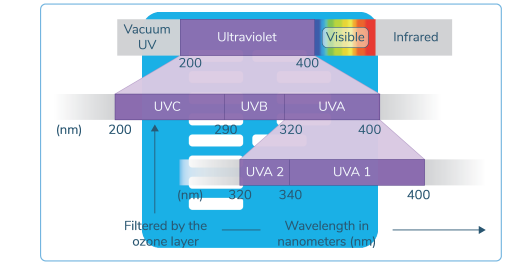 Vacuum
UV
Ultraviolet
Visible
Infrared
200 400
UVC UVB UVA
(nm) 200 290 320 400
UVA 2 UVA 1
(nm) 320 340 400
Filtered by the
ozone layer
Wavelength in
nanometers (nm)